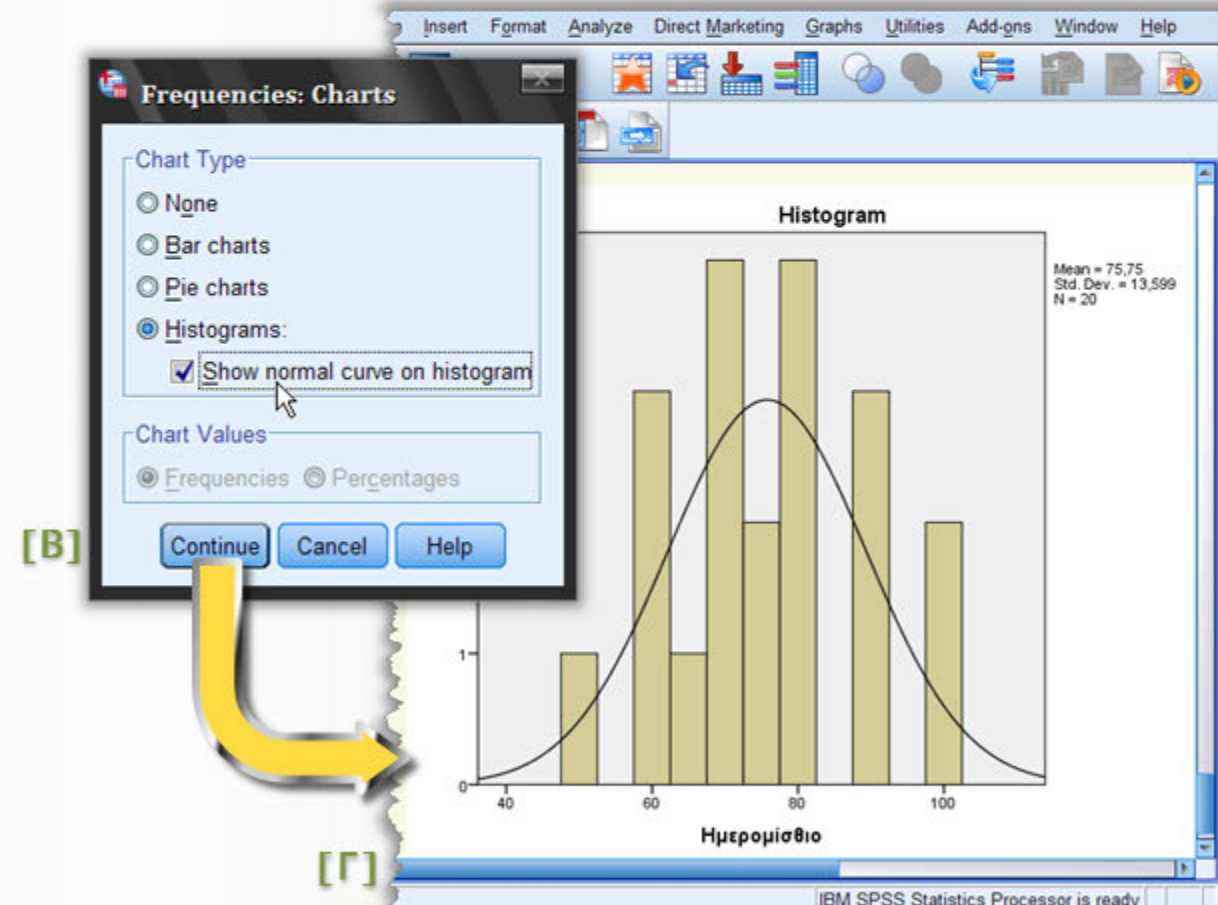 Insert Format Analyze Direct Marketing Graphs Utilities Add-ons Window Help
Frequencies: Charts
Chart Type
None
Bar charts
Pie charts
Histograms:
Show normal curve on histogram
Chart Values
Frequencies Percentages
Continue Cancel Help
[Β]
Histogram
Mean = 75,75
Std. Dev. = 13,599
N = 20
1
0
40 60 80 100
Ημερομίσθιο
[Γ]
IBM SPSS Statistics Processor is ready